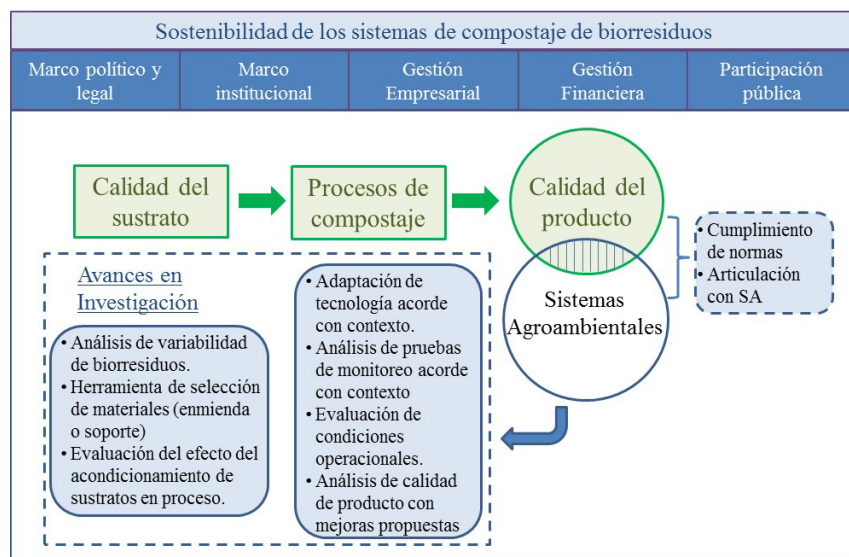 Sostenibilidad de los sistemas de compostaje de biorresiduos
Marco político y
legal
Marco
institucional
Gestión
Empresarial
Gestión
Financiera
Participación
pública
Calidad del
sustrato
Procesos de
compostaje
Calidad del
producto
Sistemas
Agroambientales
• Cumplimiento
de normas
• Articulación
con SA
Avances en
Investigación
• Análisis de variabilidad
de biorresiduos.
• Herramienta de selección
de materiales (enmienda
o soporte)
• Evaluación del efecto del
acondicionamiento de
sustratos en proceso.
• Adaptación de
tecnología acorde
con contexto.
• Análisis de pruebas
de monitoreo acorde
con contexto
• Evaluación de
condiciones
operacionales.
• Análisis de calidad
de producto con
mejoras propuestas